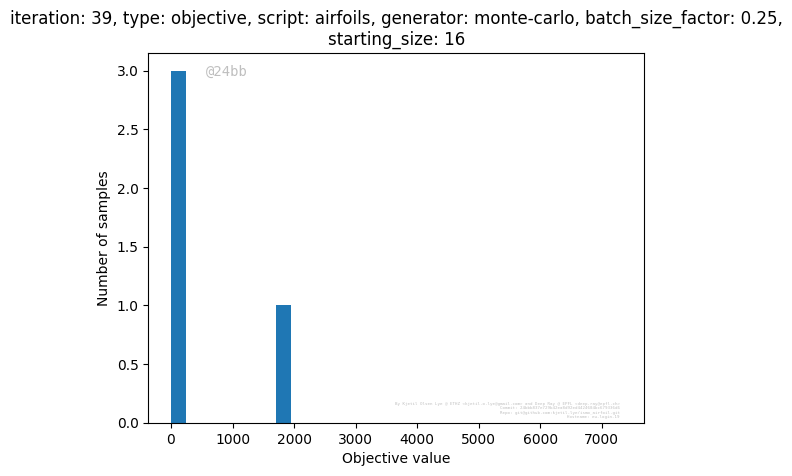 iteration: 39, type: objective, script: airfoils, generator: monte-carlo, batch_size_factor: 0.25,
starting_size: 16
@24bb
3.0
2.5
2.0
1.5
1.0
0.5
0.0
Number of samples
0 1000 2000 3000 4000 5000 6000 7000
Objective value